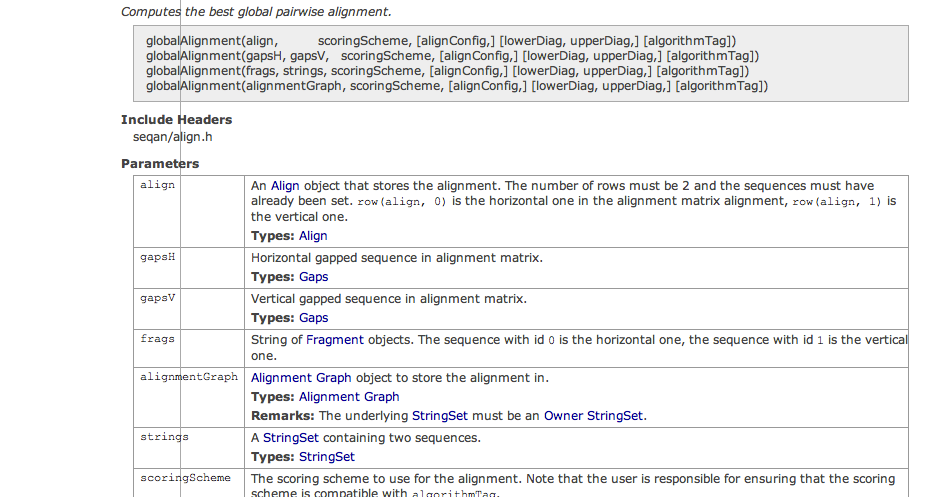 Computes the best global pairwise alignment.
globalAlignment(align, scoringScheme, [alignConfig,] [lowerDiag, upperDiag,] [algorithmTag])
globalAlignment(gapsH, gapsV, scoringScheme, [alignConfig,] [lowerDiag, upperDiag,] [algorithmTag])
globalAlignment(frags, strings, scoringScheme, [alignConfig,] [lowerDiag, upperDiag,] [algorithmTag])
globalAlignment(alignmentGraph, scoringScheme, [alignConfig,] [lowerDiag, upperDiag,] [algorithmTag])
Include Headers
seqan/align.h
Parameters
align An Align object that stores the alignment. The number of rows must be 2 and the sequences must have
already been set. row(align, 0) is the horizontal one in the alignment matrix alignment, row(align, 1) is
the vertical one.
Types: Align
gapsH Horizontal gapped sequence in alignment matrix.
Types: Gaps
gapsV Vertical gapped sequence in alignment matrix.
Types: Gaps
frags String of Fragment objects. The sequence with id 0 is the horizontal one, the sequence with id 1 is the vertical
one.
alignmentGraph Alignment Graph object to store the alignment in.
Types: Alignment Graph
Remarks: The underlying StringSet must be an Owner StringSet.
strings A StringSet containing two sequences.
Types: StringSet
scoringScheme The scoring scheme to use for the alignment. Note that the user is responsible for ensuring that the scoring
scheme is compatible with algorithmTag.